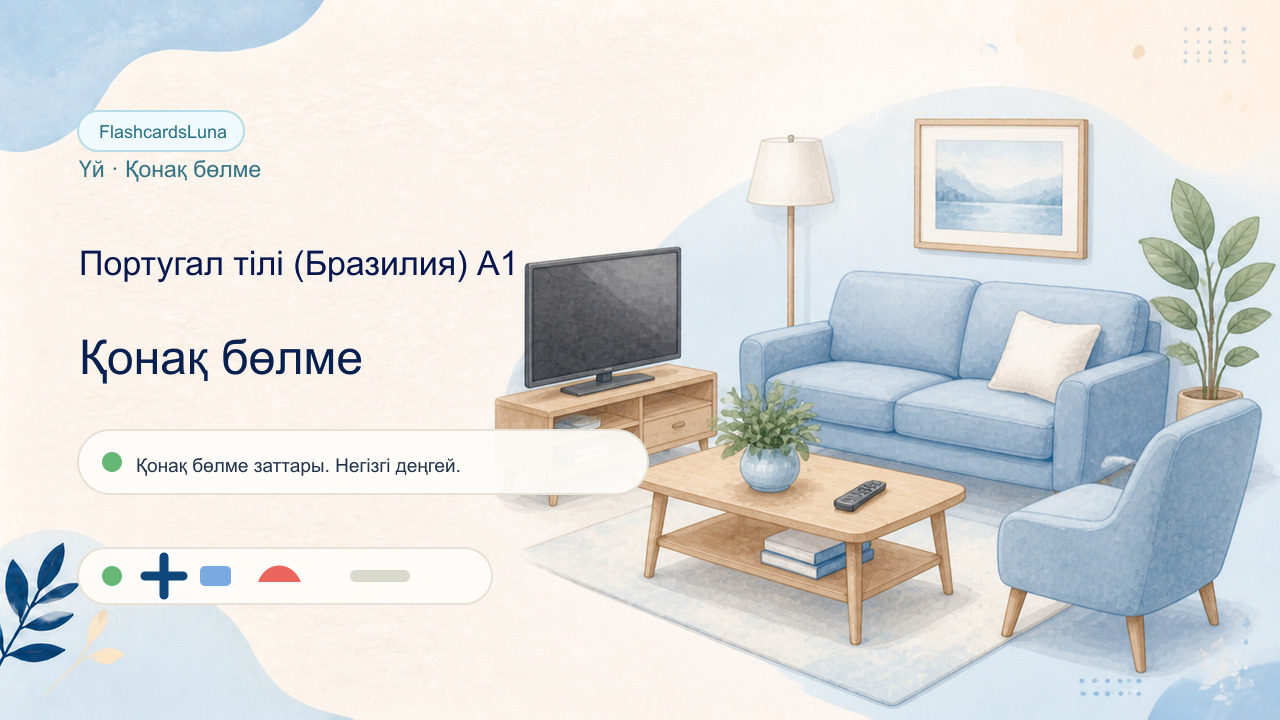 FlashcardsLuna
Үй · Қонақ бөлме
Португал тілі (Бразилия) A1
Қонақ бөлме
Қонақ бөлме заттары. Негізгі деңгей.